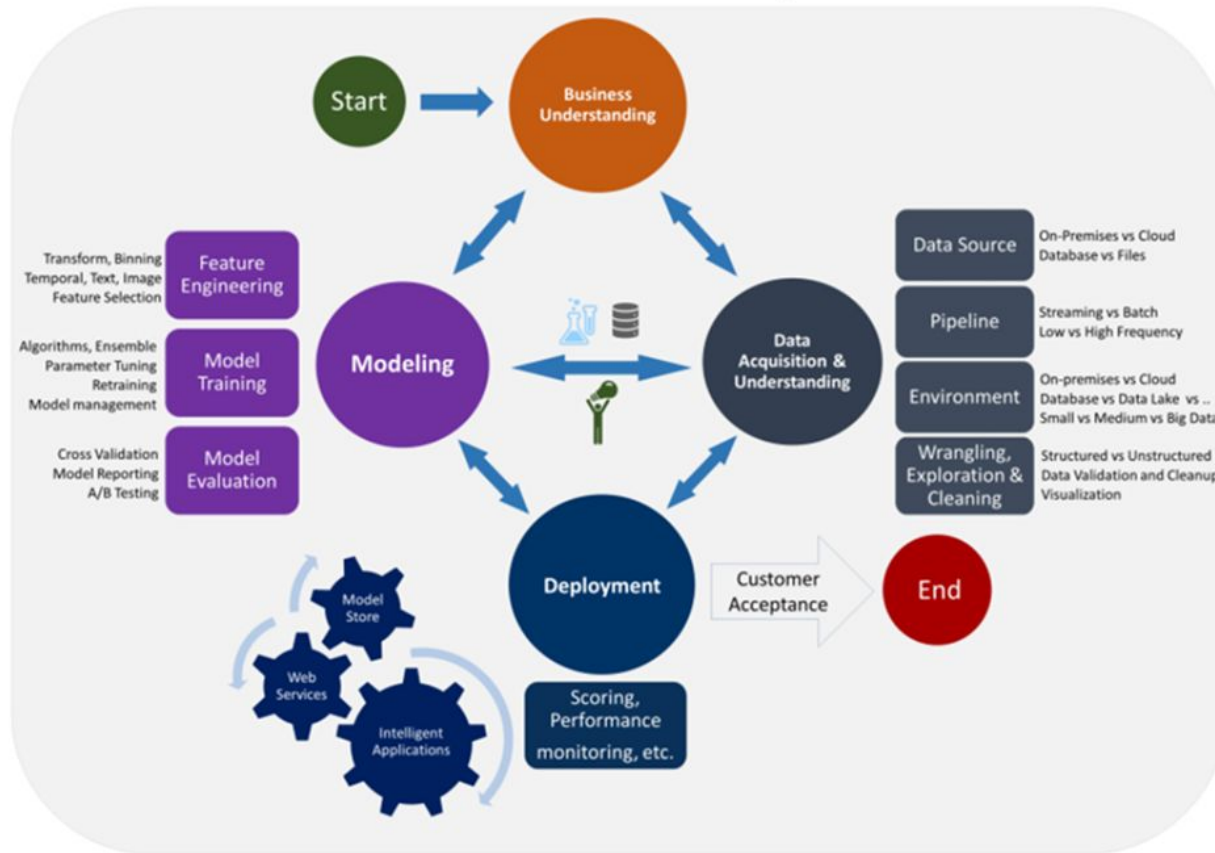 Start
Business
Understanding
Transform, Binning
Temporal, Text, Image
Feature Selection
Feature
Engineering
Algorithms, Ensemble
Parameter Tuning
Retraining
Model management
Model
Training
Cross Validation
Model Reporting
A/B Testing
Model
Evaluation
Modeling
Data
Acquisition &
Understanding
Data Source
On-Premises vs Cloud
Database vs Files
Pipeline
Streaming vs Batch
Low vs High Frequency
Environment
On-premises vs Cloud
Database vs Data Lake vs ..
Small vs Medium vs Big Data
Wrangling,
Exploration &
Cleaning
Structured vs Unstructured
Data Validation and Cleanup
Visualization
Deployment
Customer
Acceptance
End
Model
Store
Web
Services
Intelligent
Applications
Scoring,
Performance
monitoring, etc.